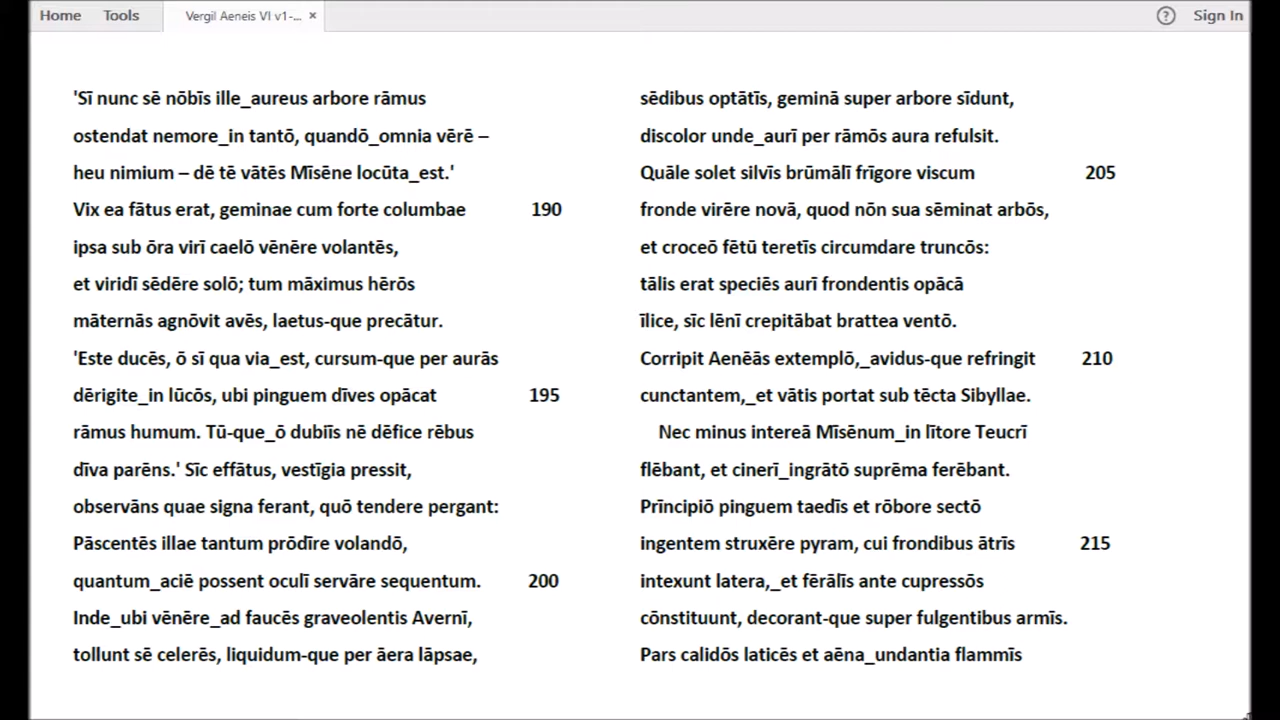 Home Tools Vergil Aeneis VI v1-... × ? Sign In
'Sī nunc sē nōbīs ille_aureus arbore rāmus
ostendat nemore_in tantō, quandō_omnia vērē –
heu nimium – dē tē vātēs Mīsēne locūta_est.'
Vix ea fātus erat, geminae cum forte columbae 190
ipsa sub ōra virī caelō vēnēre volantēs,
et viridī sēdēre solō; tum māximus hērōs
māternās agnōvit avēs, laetus-que precātur.
'Este ducēs, ō sī qua via_est, cursum-que per aurās
dērigite_in lūcōs, ubi pinguem dīves opācat 195
rāmus humum. Tū-que_ō dubiīs nē dēfice rēbus
dīva parēns.' Sīc effātus, vestīgia pressit,
observāns quae signa ferant, quō tendere pergant:
Pāscentēs illae tantum prōdīre volandō,
quantum_aciē possent oculī servāre sequentum. 200
Inde_ubi vēnēre_ad faucēs graveolentis Avernī,
tollunt sē celerēs, liquidum-que per āera lāpsae,
sēdibus optātīs, geminā super arbore sīdunt,
discolor unde_aurī per rāmōs aura refulsit.
Quāle solet silvīs brūmālī frīgore viscum 205
fronde virēre novā, quod nōn sua sēminat arbōs,
et croceō fētū teretīs circumdare truncōs:
tālis erat speciēs aurī frondentis opācā
īlice, sīc lēnī crepitābat brattea ventō.
Corripit Aenēās extemplō,_avidus-que refringit 210
cunctantem,_et vātis portat sub tēcta Sibyllae.
Nec minus intereā Mīsēnum_in lītore Teucrī
flēbant, et cinerī_ingrātō suprēma ferēbant.
Prīncipiō pinguem taedīs et rōbore sectō
ingentem struxēre pyram, cui frondibus ātrīs 215
intexunt latera,_et fērālīs ante cupressōs
cōnstituunt, decorant-que super fulgentibus armīs.
Pars calidōs laticēs et aēna_undantia flammīs